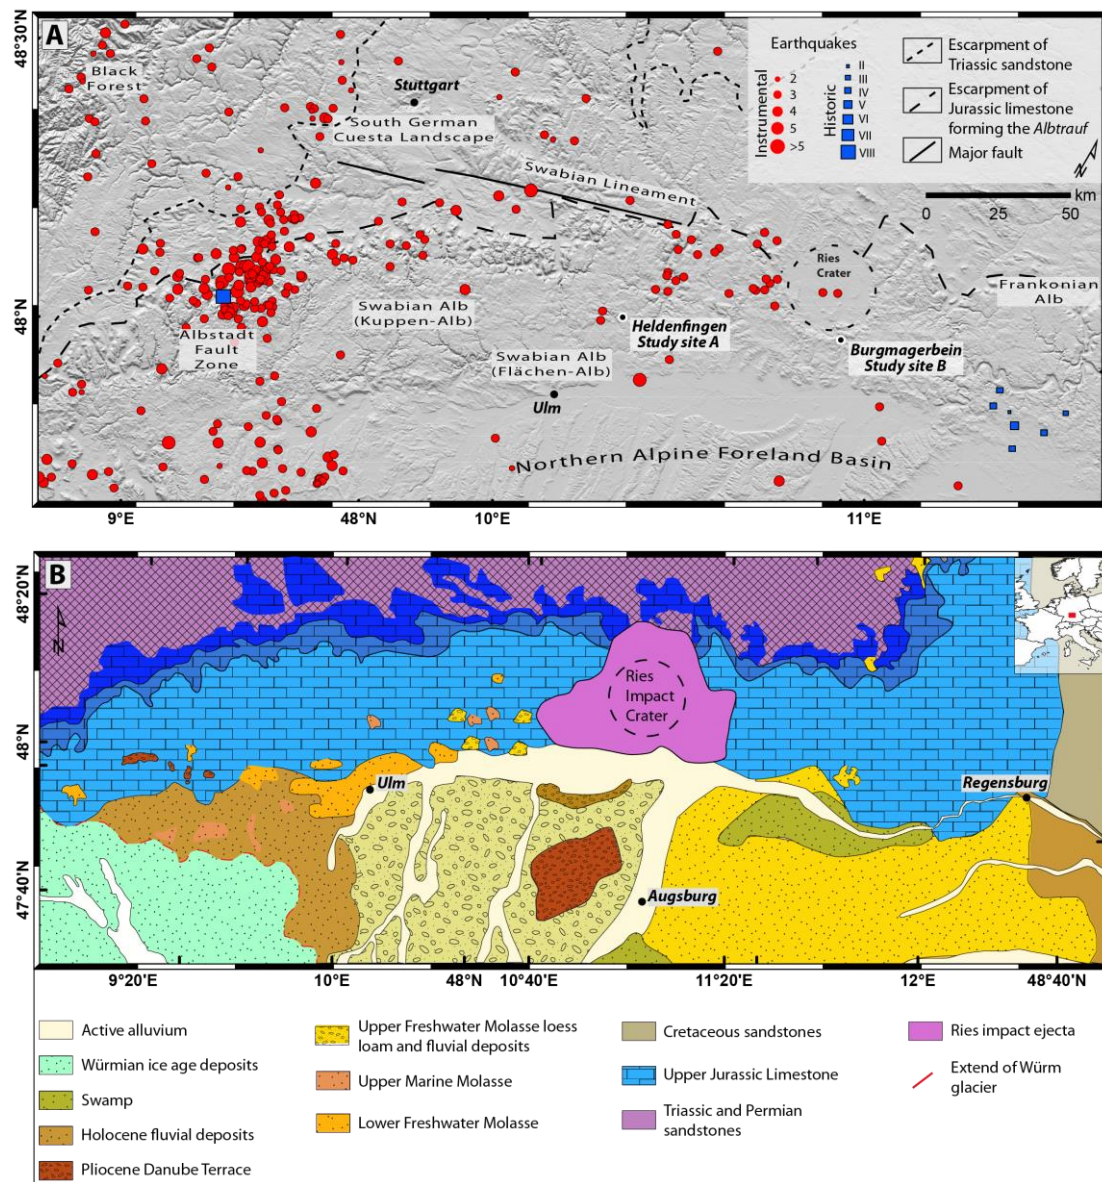 A
48°30'N
48°N
Black
Forest
Stuttgart
South German
Cuesta Landscape
Swabian Lineament
Earthquakes
Instrumental
2
3
4
5
>5
Historic
II
III
IV
V
VI
VII
VIII
Escarpment of
Triassic sandstone
Escarpment of
Jurassic limestone
forming the Albtrauf
Major fault
N
km
0
25
50
Ries
Crater
Frankonian
Alb
Swabian Alb
(Kuppen-Alb)
Heldenfingen
Study site A
Albstadt
Fault
Zone
Swabian Alb
(Flächen-Alb)
Burgmagerbein
Study site B
Ulm
Northern Alpine Foreland Basin
9°E
48°N
10°E
11°E
B
48°20'N
48°N
47°40'N
N
Ries
Impact
Crater
Ulm
Regensburg
Augsburg
9°20'E
10°E
48°N
10°40'E
11°20'E
12°E
48°40'N
Active alluvium
Würmian ice age deposits
Swamp
Holocene fluvial deposits
Pliocene Danube Terrace
Upper Freshwater Molasse loess
loam and fluvial deposits
Upper Marine Molasse
Lower Freshwater Molasse
Cretaceous sandstones
Upper Jurassic Limestone
Triassic and Permian
sandstones
Ries impact ejecta
Extend of Würm
glacier